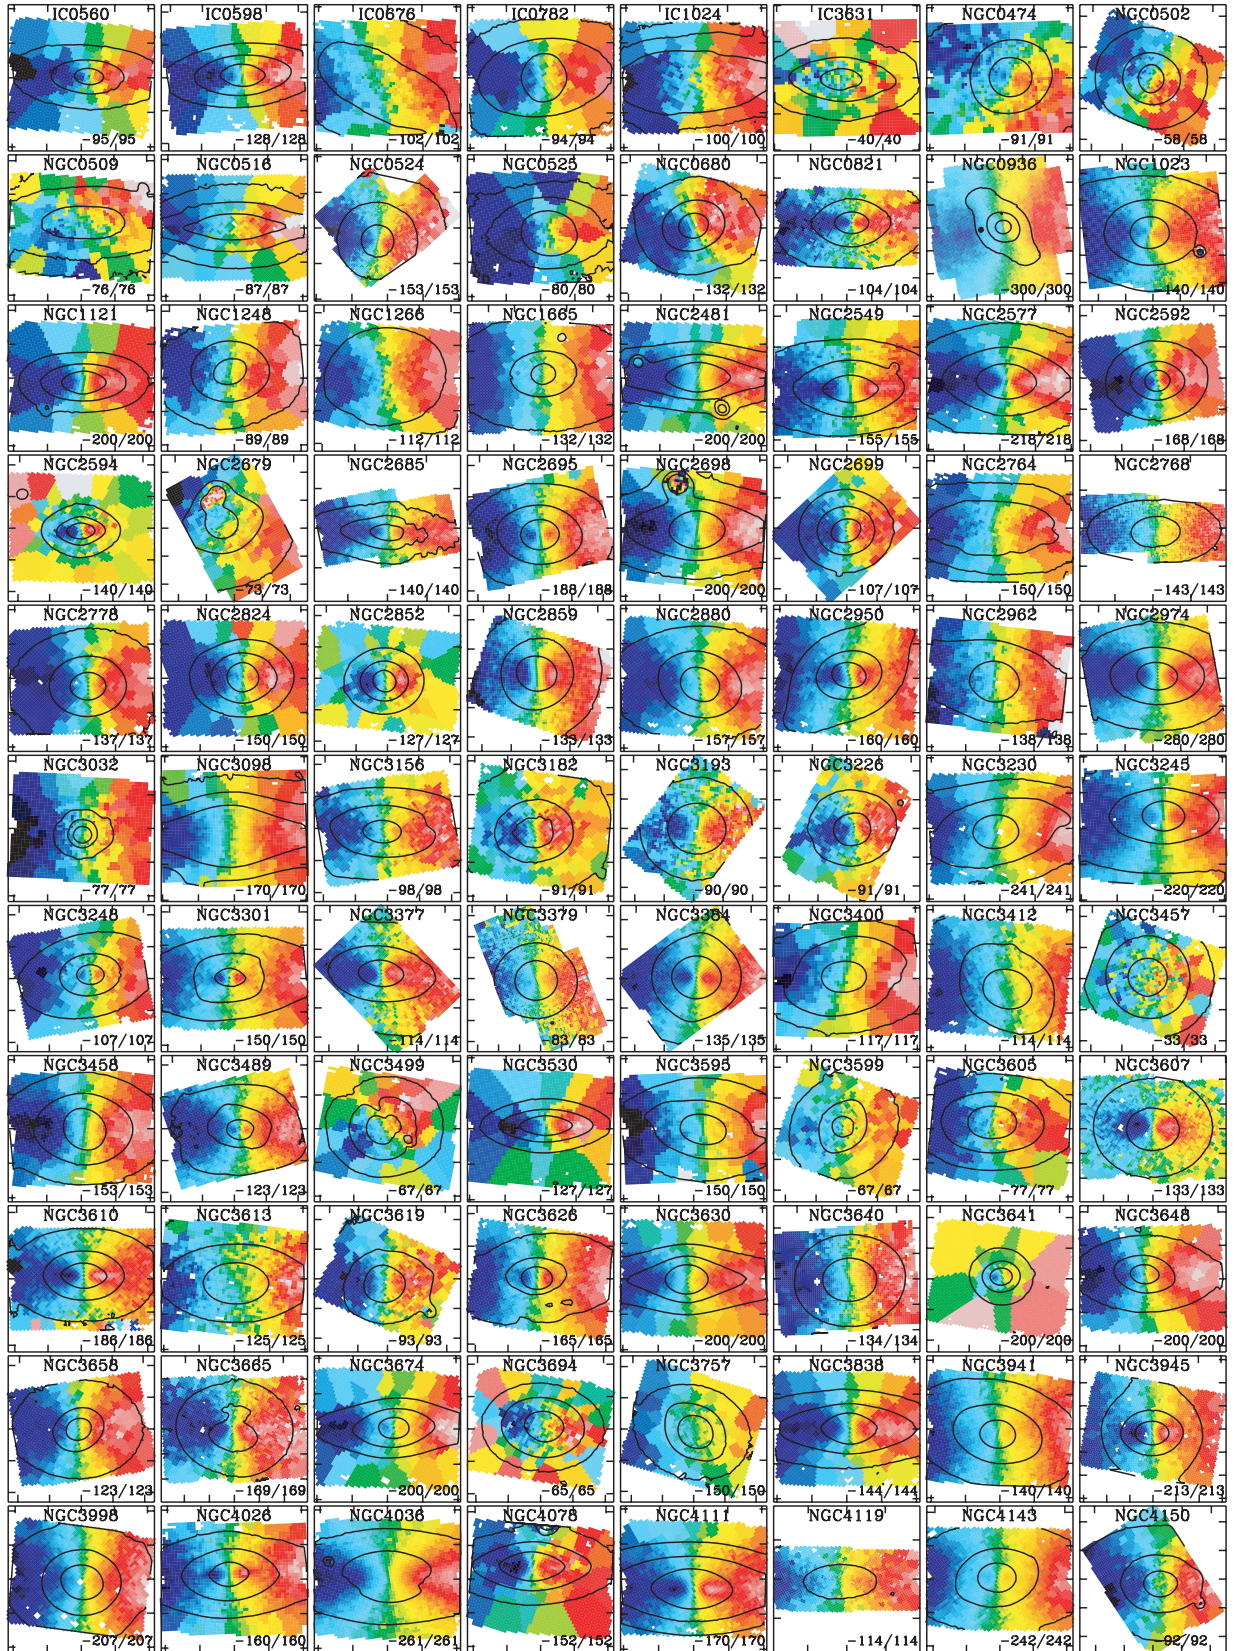 IC0560 IC0598 IC0676 IC0782 IC1024 IC3631 NGC0474 NGC0502
−95/95 −128/128 −102/102 −94/94 −100/100 −40/40 −91/91 −58/58
NGC0509 NGC0516 NGC0524 NGC0525 NGC0680 NGC0821 NGC0936 NGC1023
−76/76 −87/87 −153/153 −80/80 −132/132 −104/104 −300/300 −140/140
NGC1121 NGC1248 NGC1266 NGC1665 NGC2481 NGC2549 NGC2577 NGC2592
−200/200 −89/89 −112/112 −132/132 −200/200 −155/155 −218/218 −168/168
NGC2594 NGC2679 NGC2685 NGC2695 NGC2698 NGC2699 NGC2764 NGC2768
−140/140 −73/73 −140/140 −188/188 −200/200 −107/107 −150/150 −143/143
NGC2778 NGC2824 NGC2852 NGC2859 NGC2880 NGC2950 NGC2962 NGC2974
−137/137 −150/150 −127/127 −133/133 −157/157 −160/160 −138/138 −280/280
NGC3032 NGC3098 NGC3156 NGC3182 NGC3193 NGC3226 NGC3230 NGC3245
−77/77 −170/170 −98/98 −91/91 −90/90 −91/91 −241/241 −220/220
NGC3248 NGC3301 NGC3377 NGC3379 NGC3384 NGC3400 NGC3412 NGC3457
−107/107 −150/150 −114/114 −83/83 −135/135 −117/117 −114/114 −33/33
NGC3458 NGC3489 NGC3499 NGC3530 NGC3595 NGC3599 NGC3605 NGC3607
−153/153 −123/123 −67/67 −127/127 −150/150 −67/67 −77/77 −133/133
NGC3610 NGC3613 NGC3619 NGC3626 NGC3630 NGC3640 NGC3641 NGC3648
−186/186 −125/125 −93/93 −165/165 −200/200 −134/134 −200/200 −200/200
NGC3658 NGC3665 NGC3674 NGC3694 NGC3757 NGC3838 NGC3941 NGC3945
−123/123 −169/169 −200/200 −65/65 −150/150 −144/144 −140/140 −213/213
NGC3998 NGC4026 NGC4036 NGC4078 NGC4111 NGC4119 NGC4143 NGC4150
−207/207 −160/160 −261/261 −152/152 −170/170 −114/114 −242/242 −92/92